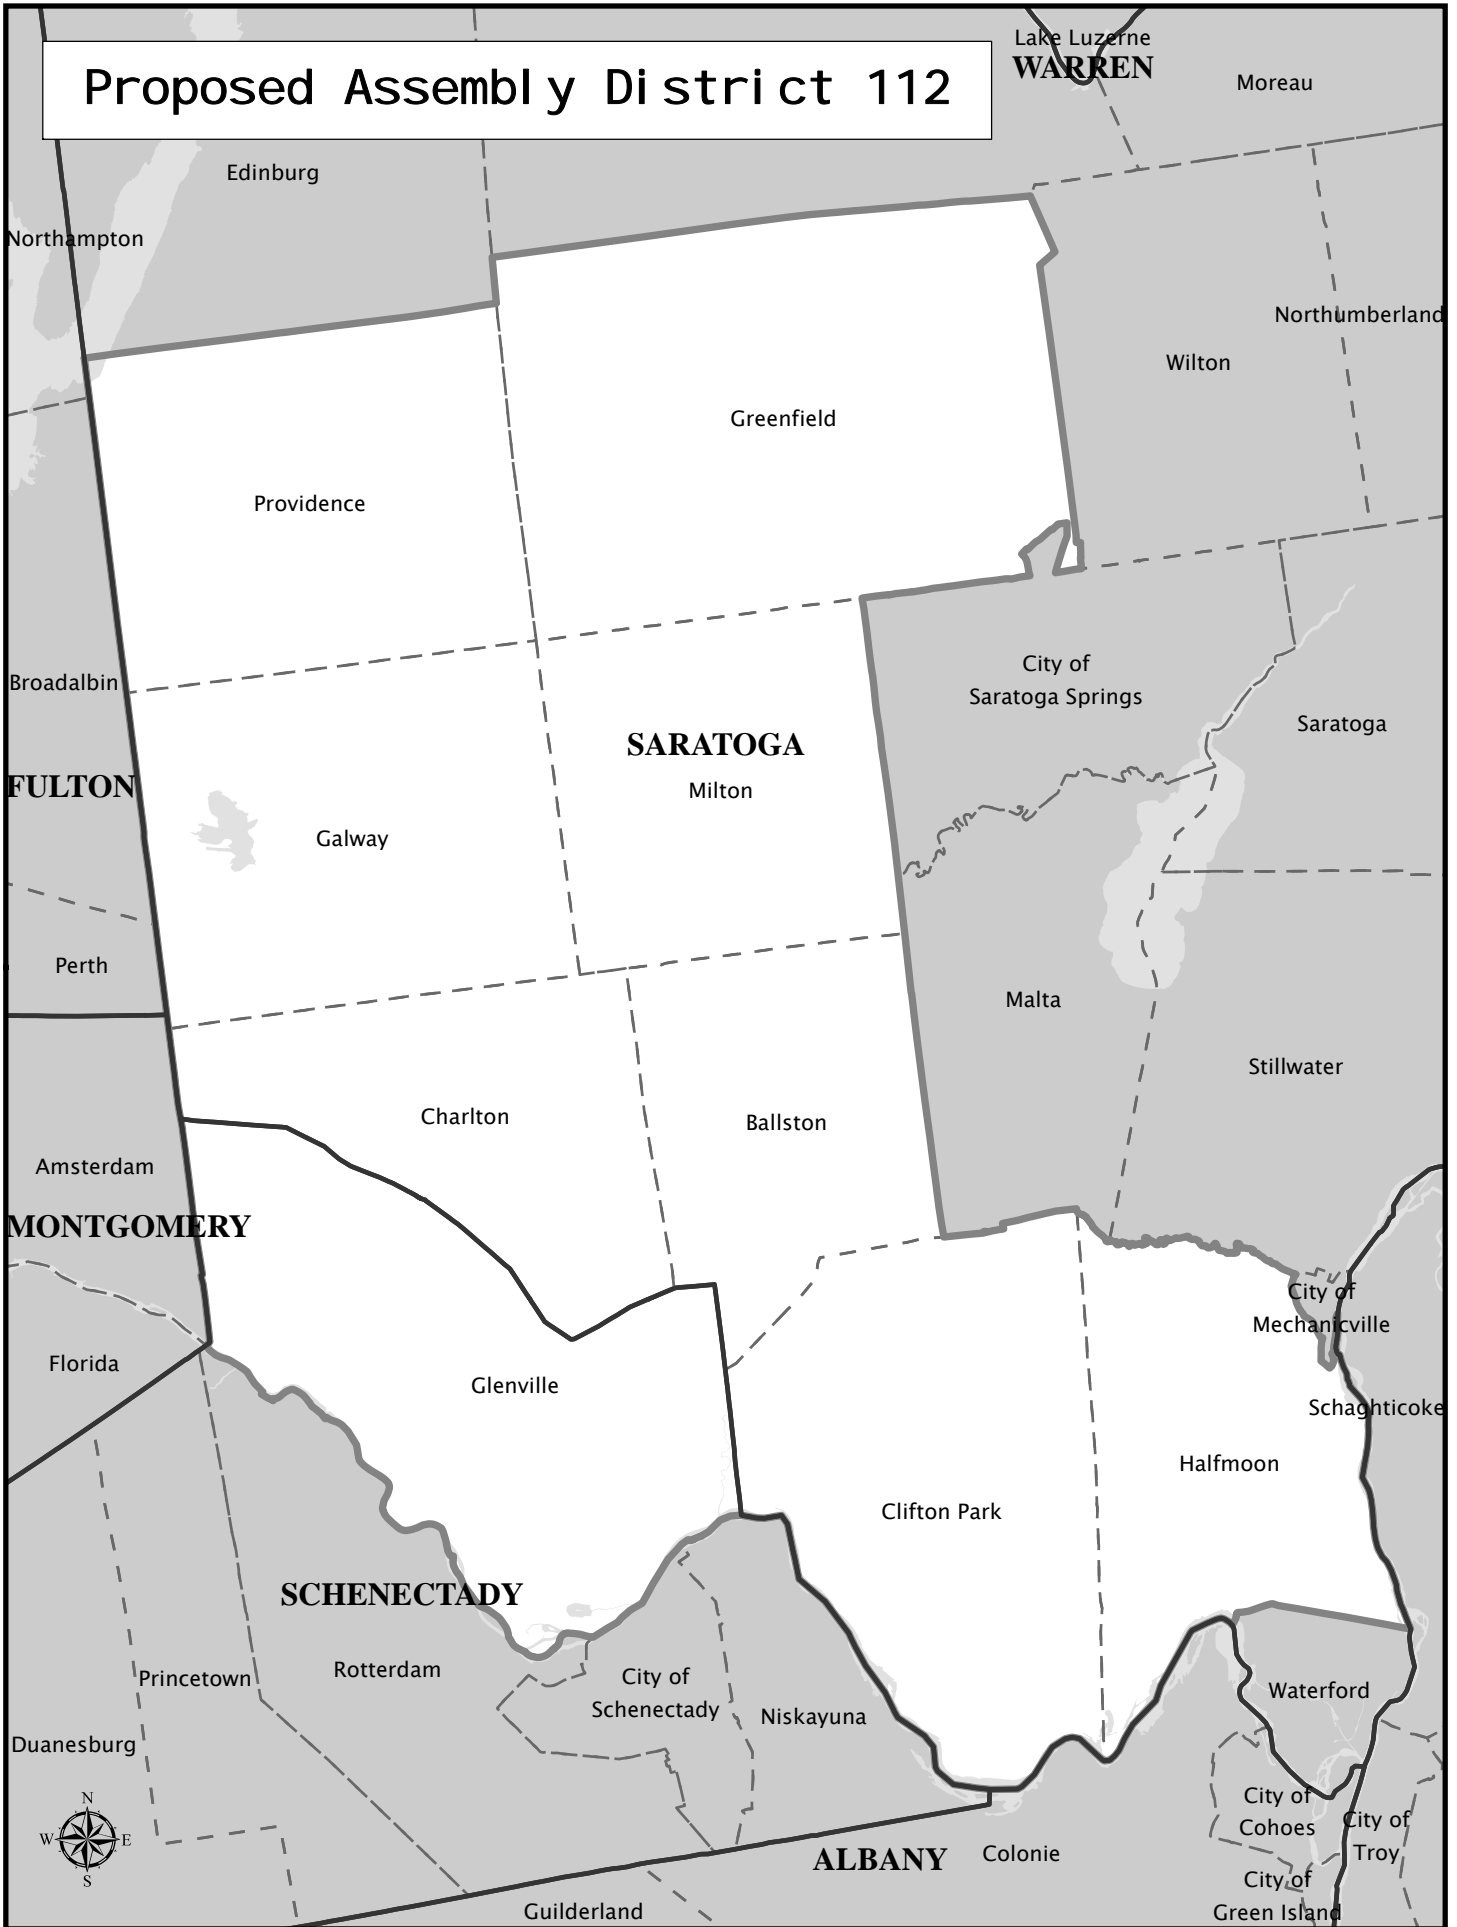 Proposed Assembly District 112
Lake Luzerne
WARREN
Moreau
Edinburg
Northampton
Northumberland
Wilton
Greenfield
Providence
City of
Saratoga Springs
Broadalbin
Saratoga
SARATOGA
FULTON
Milton
Galway
Perth
Malta
Stillwater
Charlton
Ballston
Amsterdam
MONTGOMERY
City of
Mechanicville
Florida
Glenville
Schaghticoke
Halfmoon
Clifton Park
SCHENECTADY
Rotterdam
Princetown
City of
Schenectady
Waterford
Niskayuna
Duanesburg
N
W
E
S
City of
Cohoes
City of
Troy
ALBANY
Colonie
City of
Green Island
Guilderland